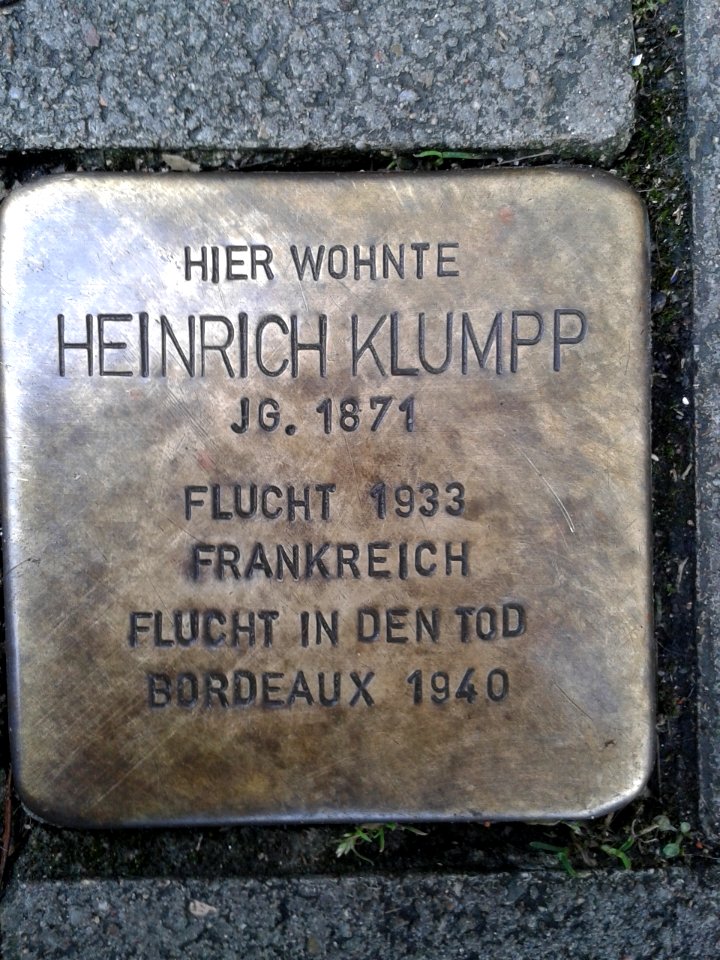 HIER WOHNTE
HEINRICH KLUMPP
JG. 1871
FLUCHT 1933
FRANKREICH
FLUCHT IN DEN TOD
BORDEAUX 1940